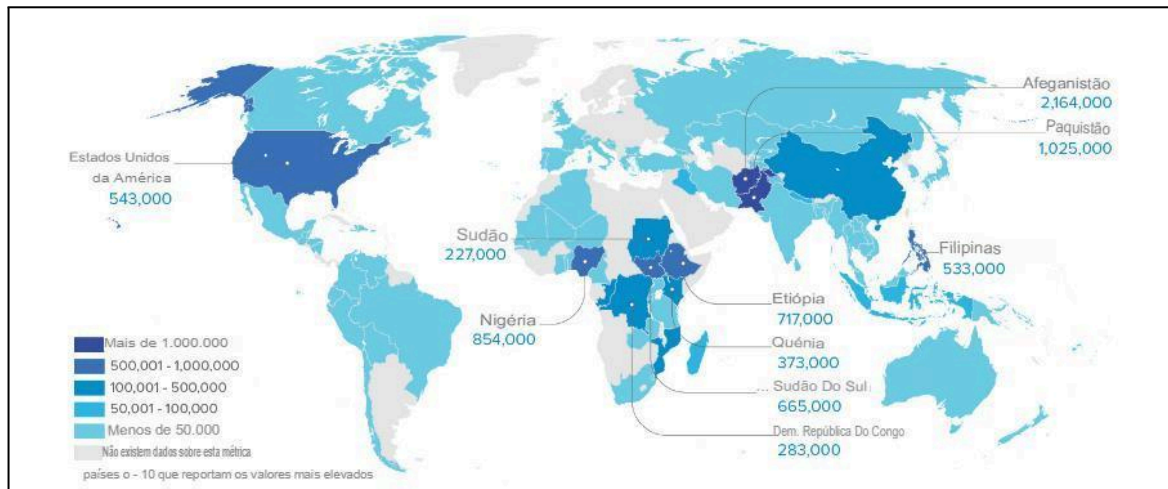 Afeganistão
2,164,000
Paquistão
1,025,000
Estados Unidos
da América
543,000
Sudão
227,000
Filipinas
533,000
Etiópia
717,000
Nigéria
854,000
Quénia
373,000
... Sudão Do Sul
665,000
Dem. República Do Congo
283,000
Mais de 1.000.000
500,001 - 1,000,000
100,001 - 500,000
50,001 - 100,000
Menos de 50.000
Não existem dados sobre esta métrica
países o - 10 que reportam os valores mais elevados